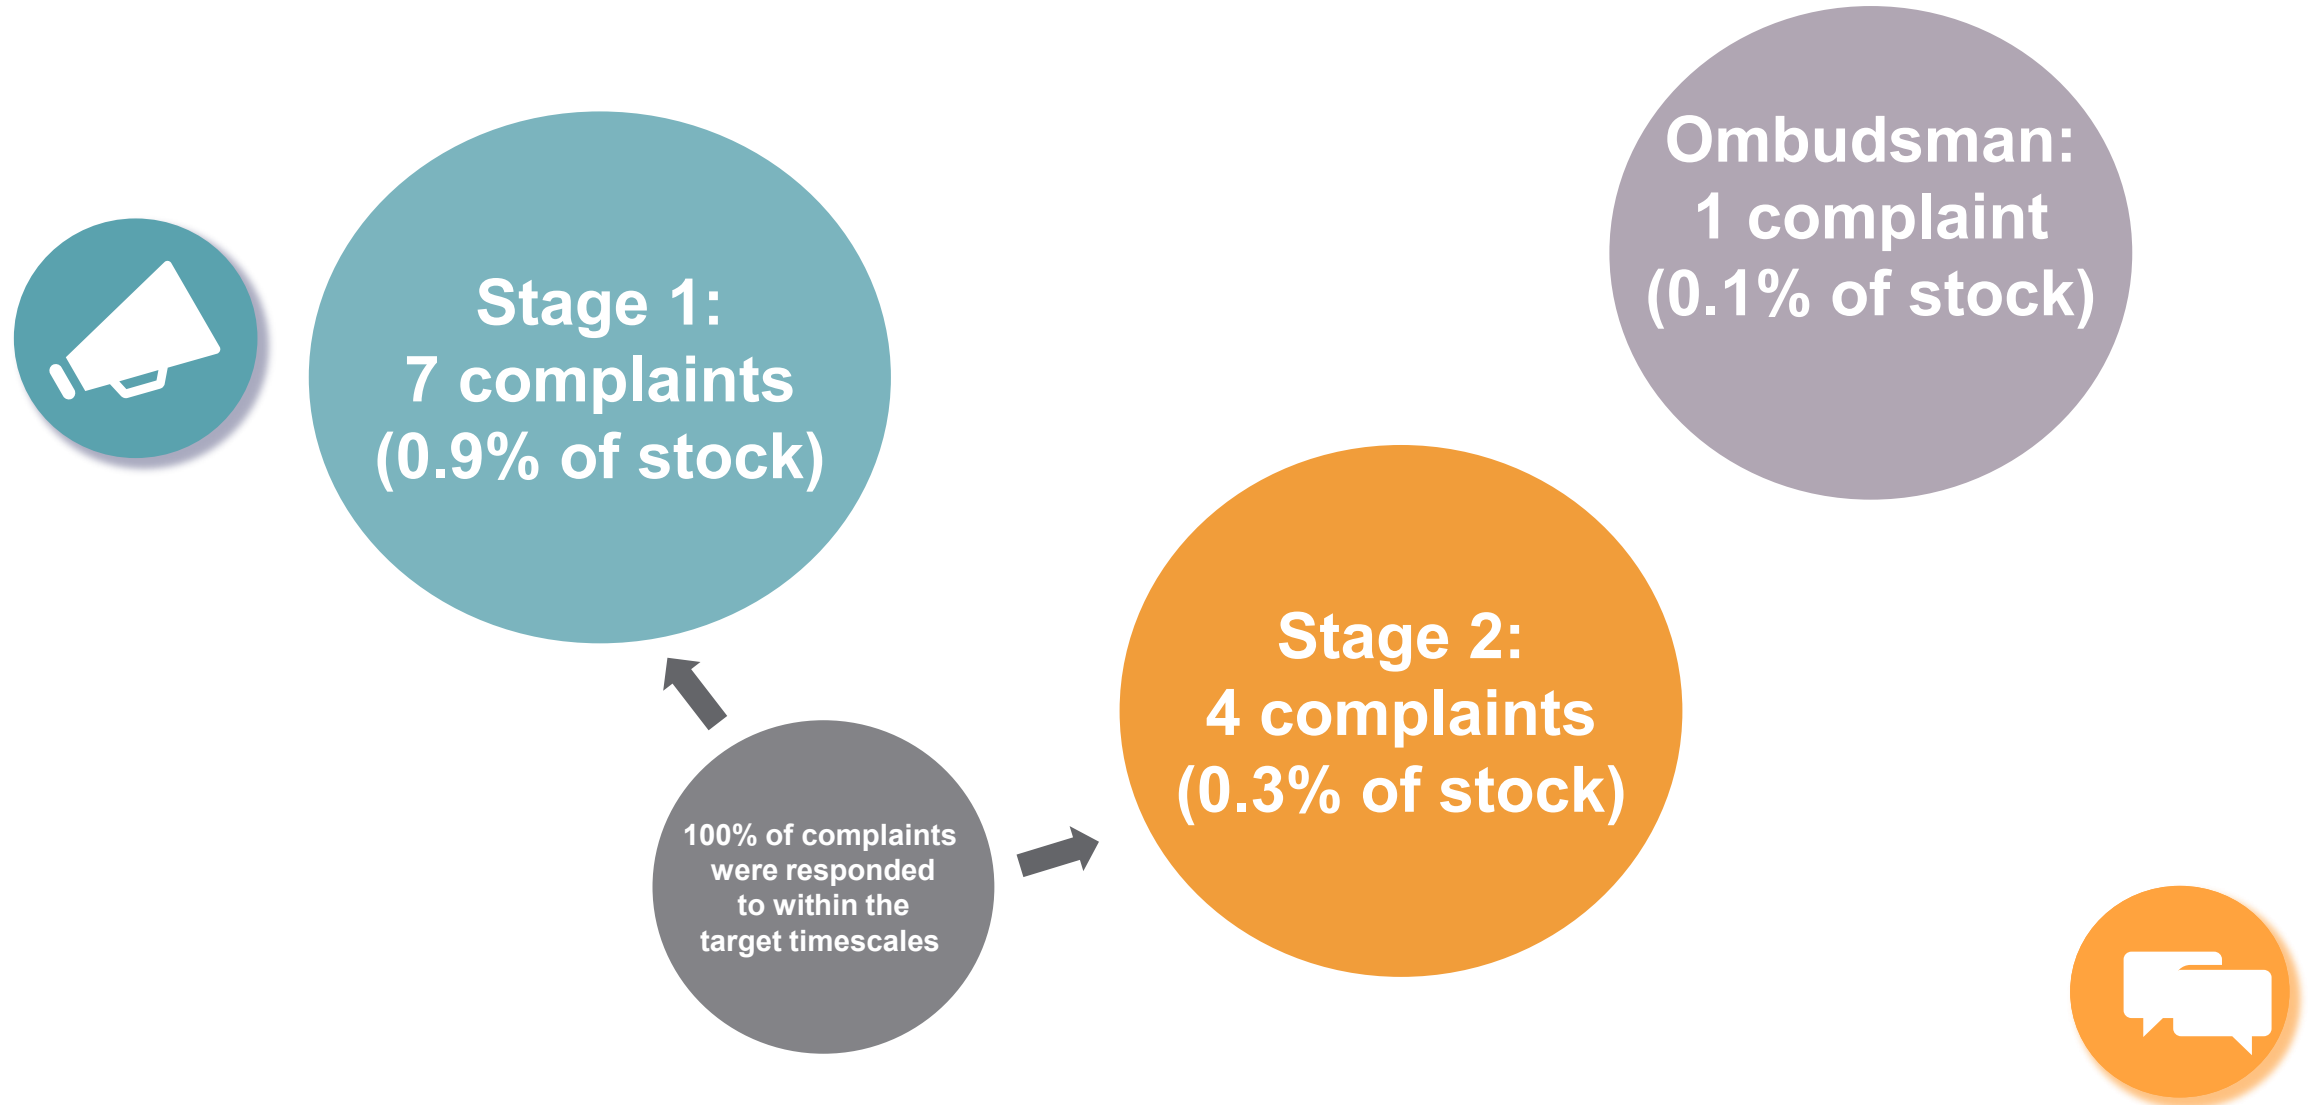 Stage 1:
7 complaints
(0.9% of stock)
Ombudsman:
1 complaint
(0.1% of stock)
Stage 2:
4 complaints
(0.3% of stock)
100% of complaints
were responded
to within the
target timescales